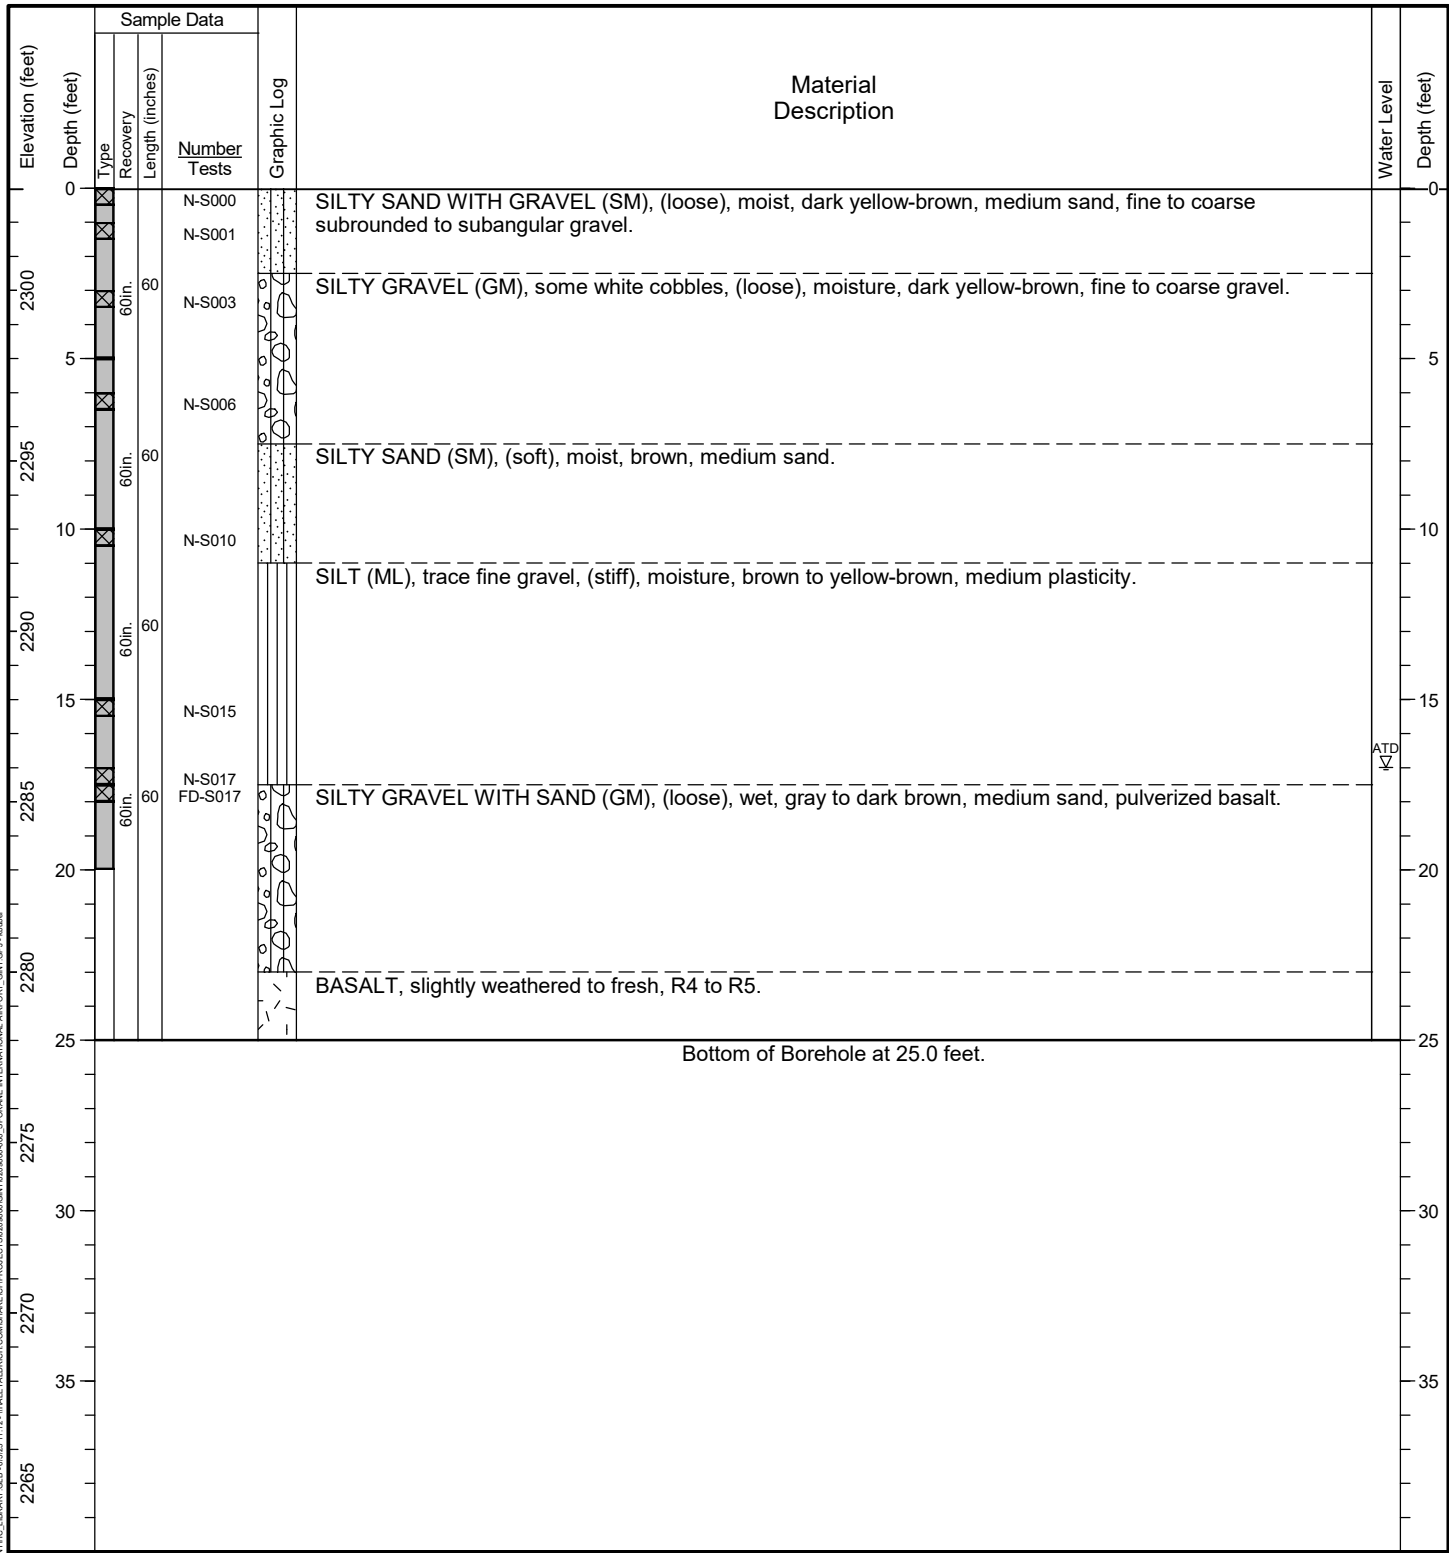 Sample Data
Elevation (feet)
Depth (feet)
Type
Recovery
Length (inches)
Number
Tests
Graphic Log
Material
Description
Water Level
Depth (feet)
0
N-S000
SILTY SAND WITH GRAVEL (SM), (loose), moist, dark yellow-brown, medium sand, fine to coarse
subrounded to subangular gravel.
0
N-S001
2300
60in.
60
SILTY GRAVEL (GM), some white cobbles, (loose), moisture, dark yellow-brown, fine to coarse gravel.
N-S003
5
5
N-S006
2295
60in.
60
SILTY SAND (SM), (soft), moist, brown, medium sand.
10
N-S010
10
SILT (ML), trace fine gravel, (stiff), moisture, brown to yellow-brown, medium plasticity.
2290
60in.
60
15
N-S015
15
ATD
N-S017
2285
60in.
60
FD-S017
SILTY GRAVEL WITH SAND (GM), (loose), wet, gray to dark brown, medium sand, pulverized basalt.
20
20
2280
BASALT, slightly weathered to fresh, R4 to R5.
25
25
Bottom of Borehole at 25.0 feet.
2275
30
30
2270
35
35
2265